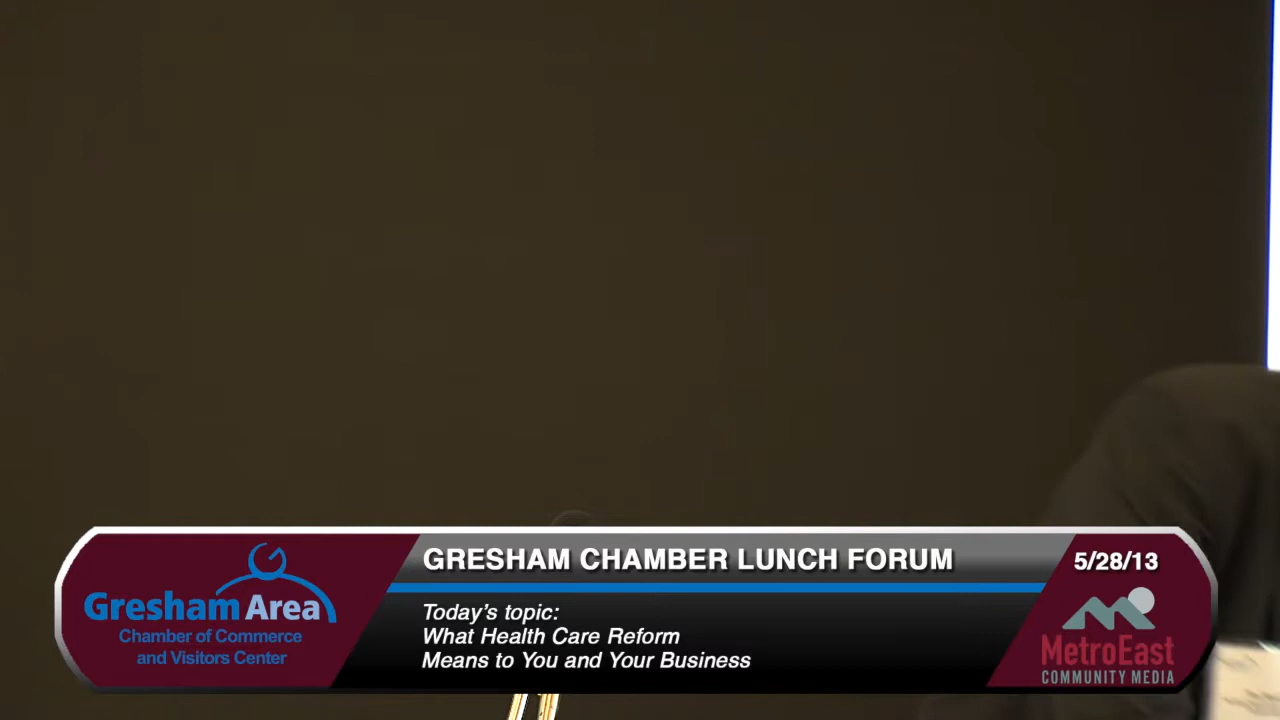 GRESHAM CHAMBER LUNCH FORUM
5/28/13
Gresham Area
Chamber of Commerce
and Visitors Center
Today's topic:
What Health Care Reform
Means to You and Your Business
MetroEast
COMMUNITY MEDIA